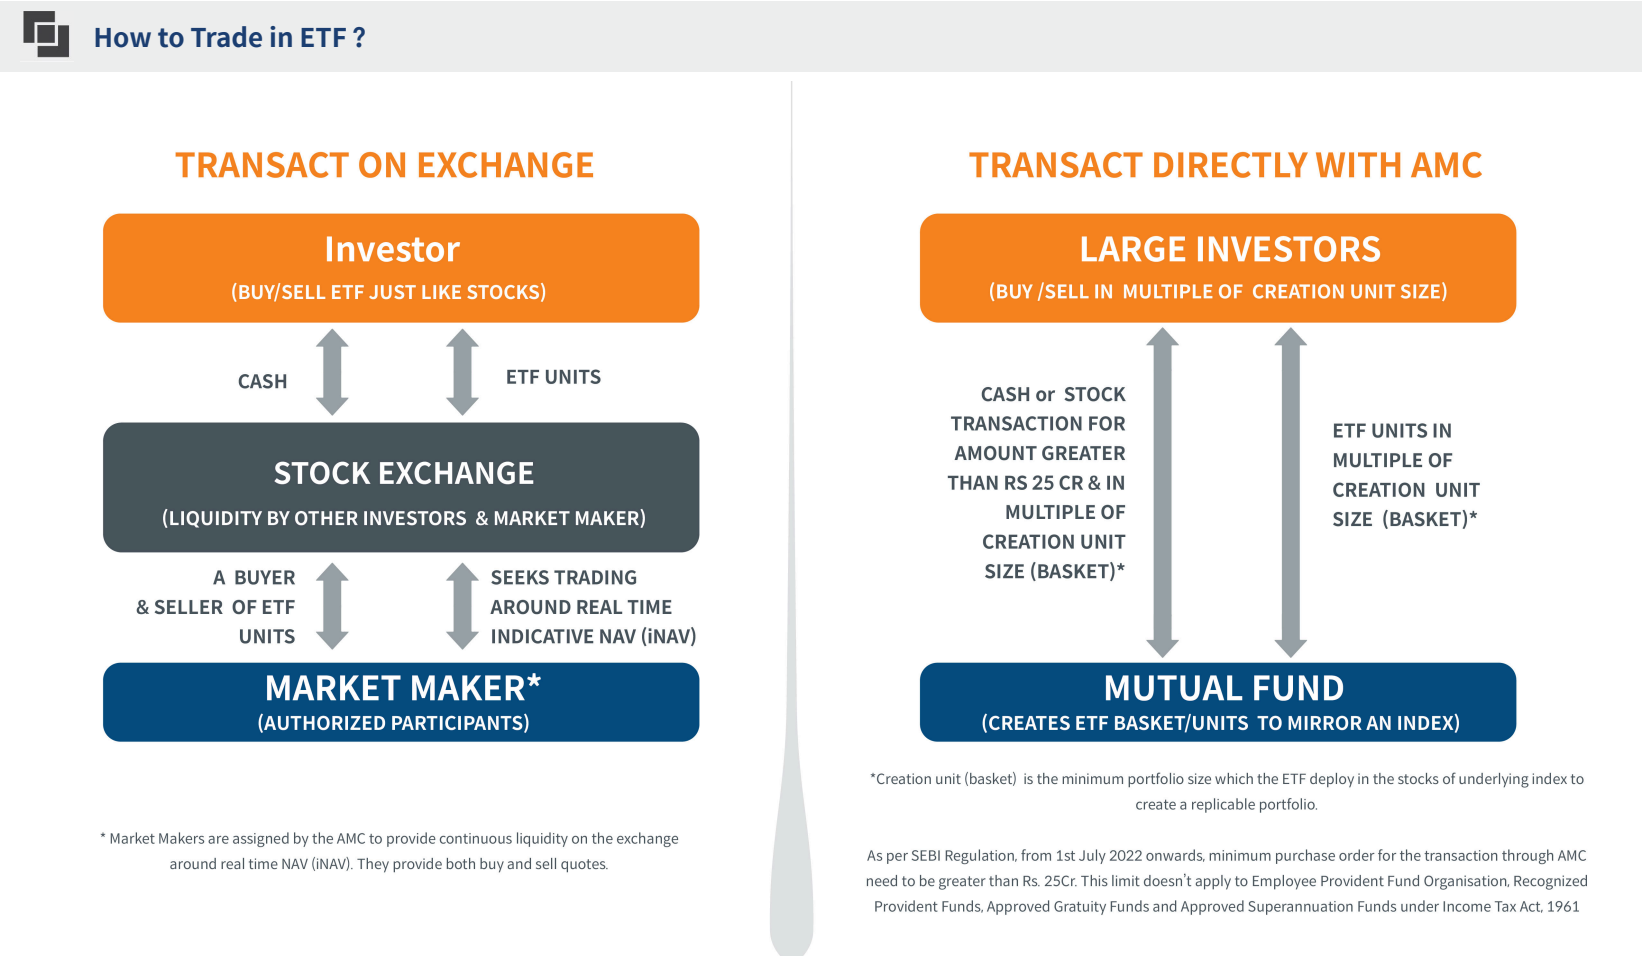 How to Trade in ETF ?
TRANSACT ON EXCHANGE
Investor
(BUY/SELL ETF JUST LIKE STOCKS)
CASH
ETF UNITS
STOCK EXCHANGE
(LIQUIDITY BY OTHER INVESTORS & MARKET MAKER)
A BUYER
& SELLER OF ETF
UNITS
SEEKS TRADING
AROUND REAL TIME
INDICATIVE NAV (iNAV)
MARKET MAKER*
(AUTHORIZED PARTICIPANTS)
* Market Makers are assigned by the AMC to provide continuous liquidity on the exchange
around real time NAV (iNAV). They provide both buy and sell quotes.
TRANSACT DIRECTLY WITH AMC
LARGE INVESTORS
(BUY /SELL IN MULTIPLE OF CREATION UNIT SIZE)
CASH or STOCK
TRANSACTION FOR
AMOUNT GREATER
THAN RS 25 CR & IN
MULTIPLE OF
CREATION UNIT
SIZE (BASKET)*
ETF UNITS IN
MULTIPLE OF
CREATION UNIT
SIZE (BASKET)*
MUTUAL FUND
(CREATES ETF BASKET/UNITS TO MIRROR AN INDEX)
*Creation unit (basket) is the minimum portfolio size which the ETF deploy in the stocks of underlying index to
create a replicable portfolio.
As per SEBI Regulation, from 1st July 2022 onwards, minimum purchase order for the transaction through AMC
need to be greater than Rs. 25Cr. This limit doesn't apply to Employee Provident Fund Organisation, Recognized
Provident Funds, Approved Gratuity Funds and Approved Superannuation Funds under Income Tax Act, 1961